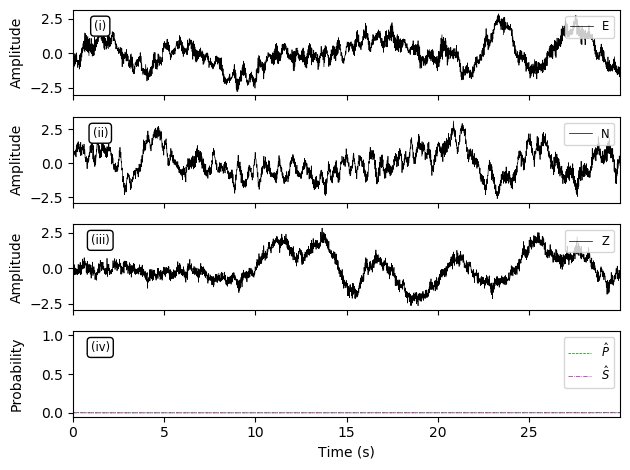 2.5
0.0
−2.5
Amplitude
(i)
E
2.5
0.0
−2.5
Amplitude
(ii)
N
2.5
0.0
−2.5
Amplitude
(iii)
Z
1.0
0.5
0.0
Probability
(iv)
P̂
Ŝ
0 5 10 15 20 25
Time (s)